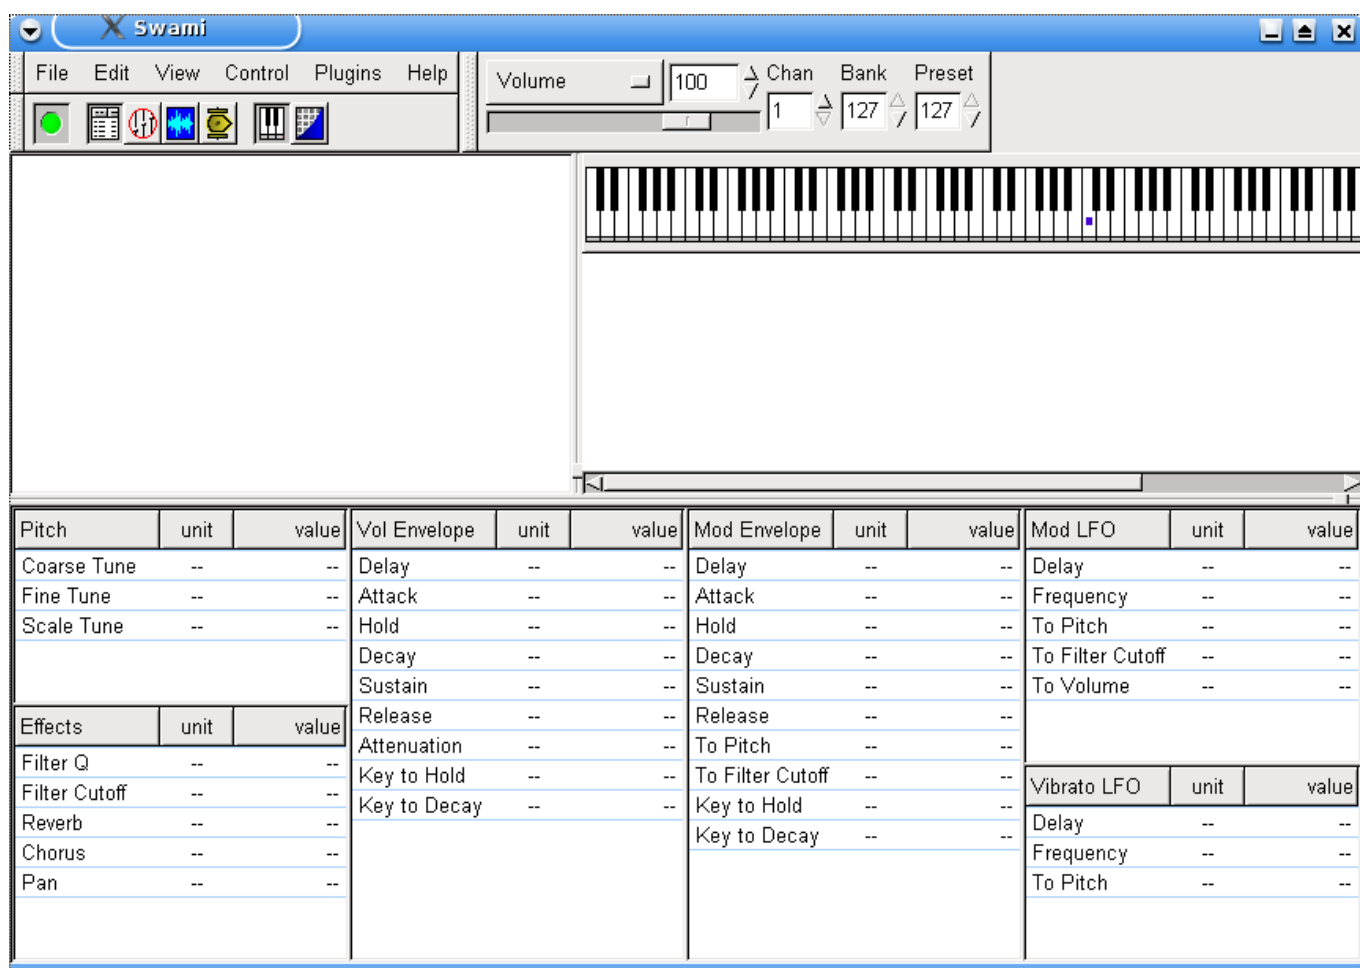 Swami
File Edit View Control Plugins Help
Volume 100 Chan Bank Preset
1 127 127
Pitch unit value
Coarse Tune -- --
Fine Tune -- --
Scale Tune -- --
Effects unit value
Filter Q -- --
Filter Cutoff -- --
Reverb -- --
Chorus -- --
Pan -- --
Vol Envelope unit value
Delay -- --
Attack -- --
Hold -- --
Decay -- --
Sustain -- --
Release -- --
Attenuation -- --
Key to Hold -- --
Key to Decay -- --
Mod Envelope unit value
Delay -- --
Attack -- --
Hold -- --
Decay -- --
Sustain -- --
Release -- --
To Pitch -- --
To Filter Cutoff -- --
Key to Hold -- --
Key to Decay -- --
Mod LFO unit value
Delay -- --
Frequency -- --
To Pitch -- --
To Filter Cutoff -- --
To Volume -- --
Vibrato LFO unit value
Delay -- --
Frequency -- --
To Pitch -- --